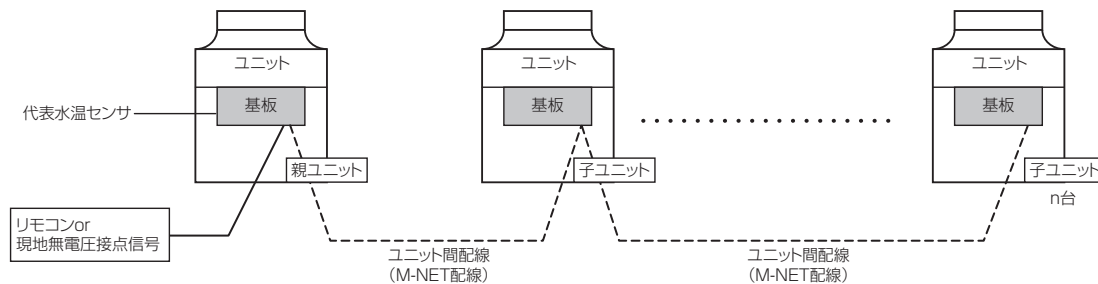 ユニット
ユニット
ユニット
基板
基板
基板
代表水温センサ
親ユニット
子ユニット
子ユニット
n台
リモコンor
現地無電圧接点信号
ユニット間配線
（M-NET配線）
ユニット間配線
（M-NET配線）